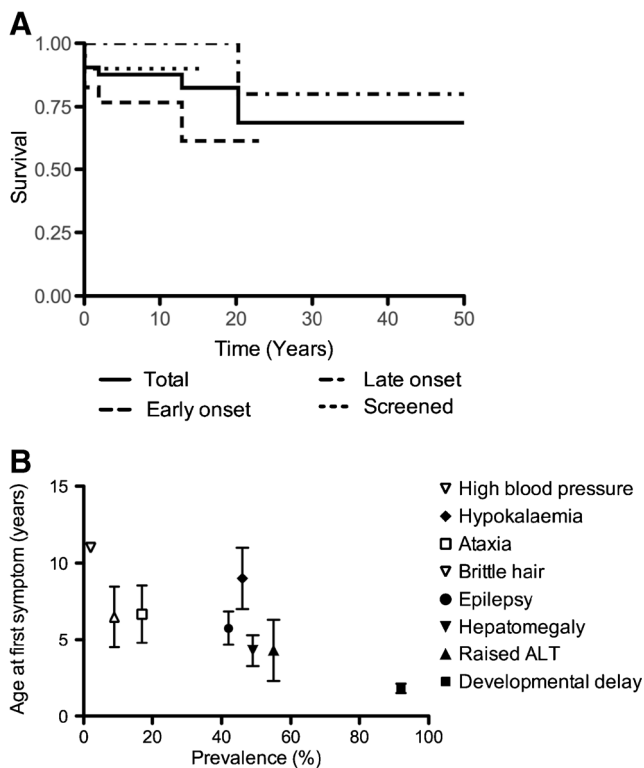 A
1.00
0.75
0.50
0.25
0.00
Survival
0 10 20 30 40 50
Time (Years)
Total
Late onset
Early onset
Screened
B
15
10
5
0
Age at first symptom (years)
0 20 40 60 80 100
Prevalence (%)
High blood pressure
Hypokalaemia
Ataxia
Brittle hair
Epilepsy
Hepatomegaly
Raised ALT
Developmental delay